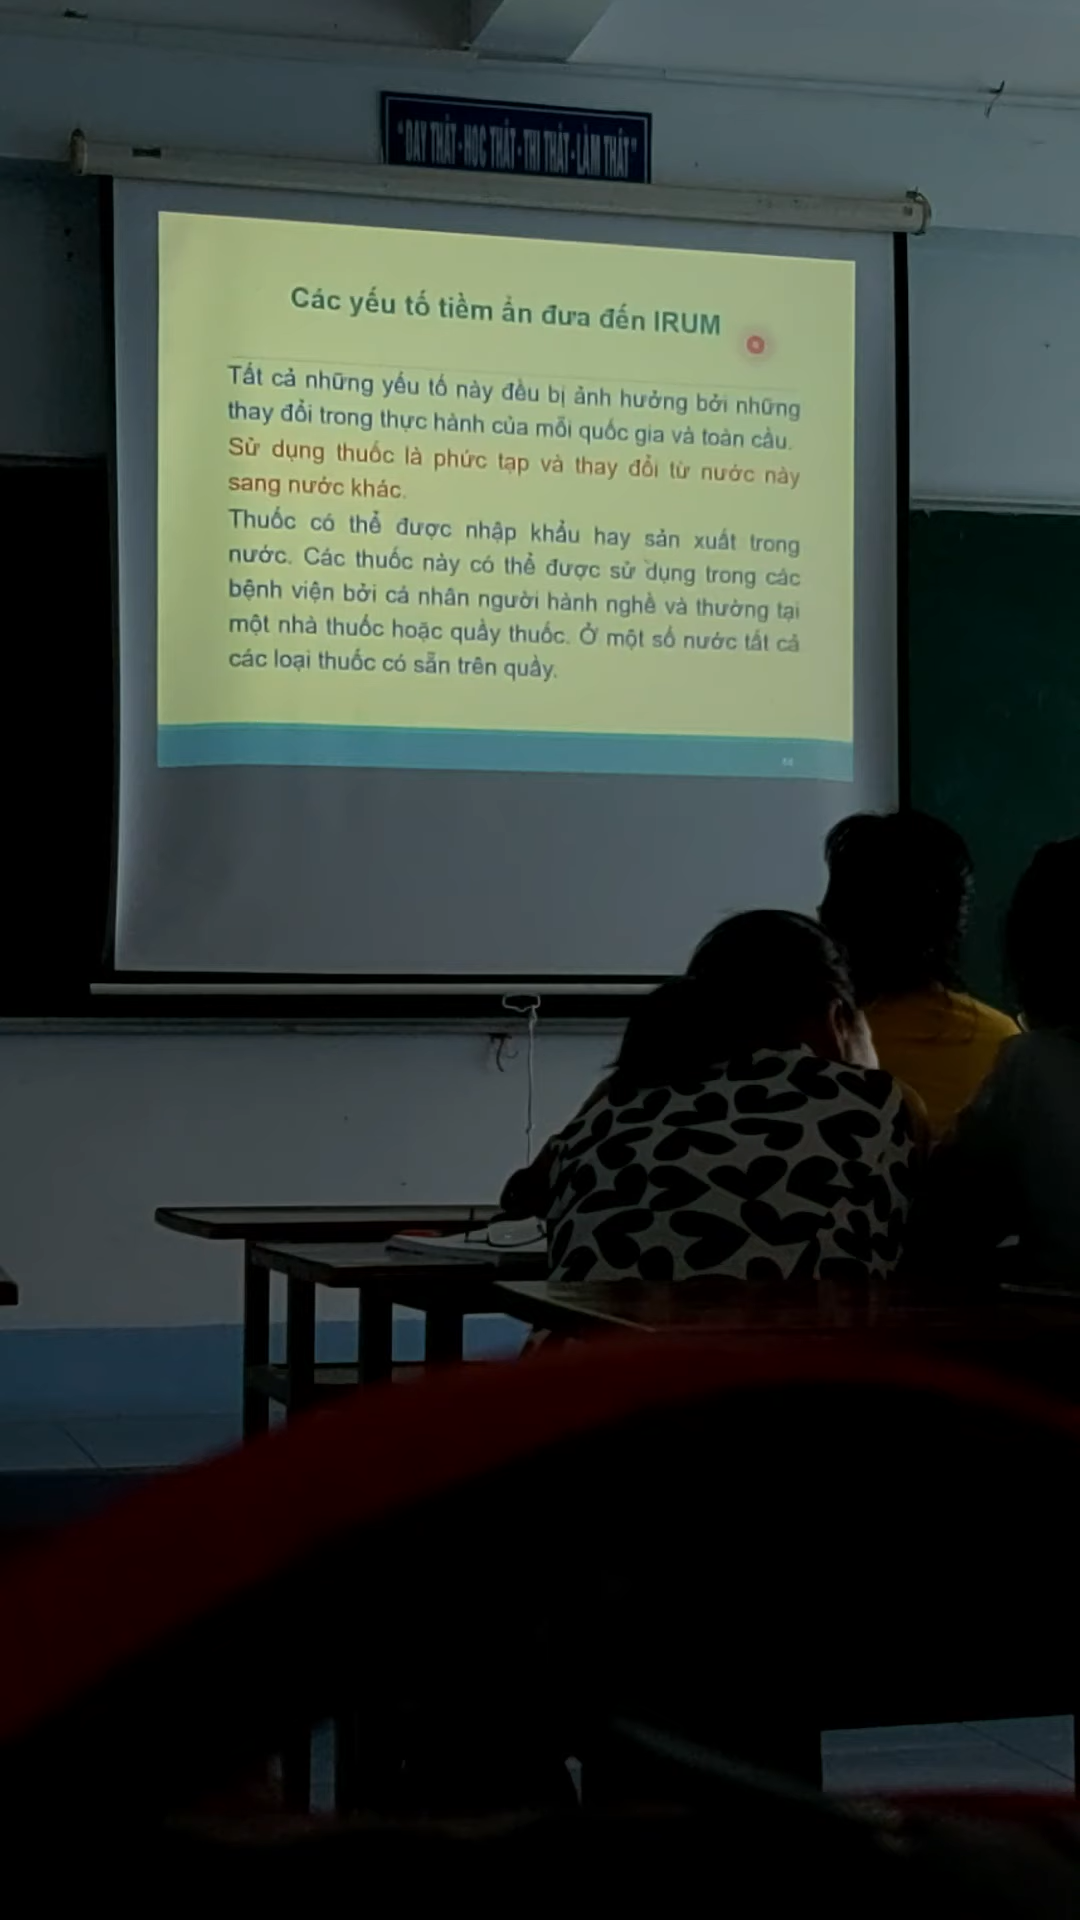 "DẠY THẬT - HỌC THẬT - THI THẬT - LÀM THẬT"
Các yếu tố tiềm ẩn đưa đến IRUM
Tất cả những yếu tố này đều bị ảnh hưởng bởi những
thay đổi trong thực hành của mỗi quốc gia và toàn cầu.
Sử dụng thuốc là phức tạp và thay đổi từ nước này
sang nước khác.
Thuốc có thể được nhập khẩu hay sản xuất trong
nước. Các thuốc này có thể được sử dụng trong các
bệnh viện bởi cá nhân người hành nghề và thường tại
một nhà thuốc hoặc quầy thuốc. Ở một số nước tất cả
các loại thuốc có sẵn trên quầy.